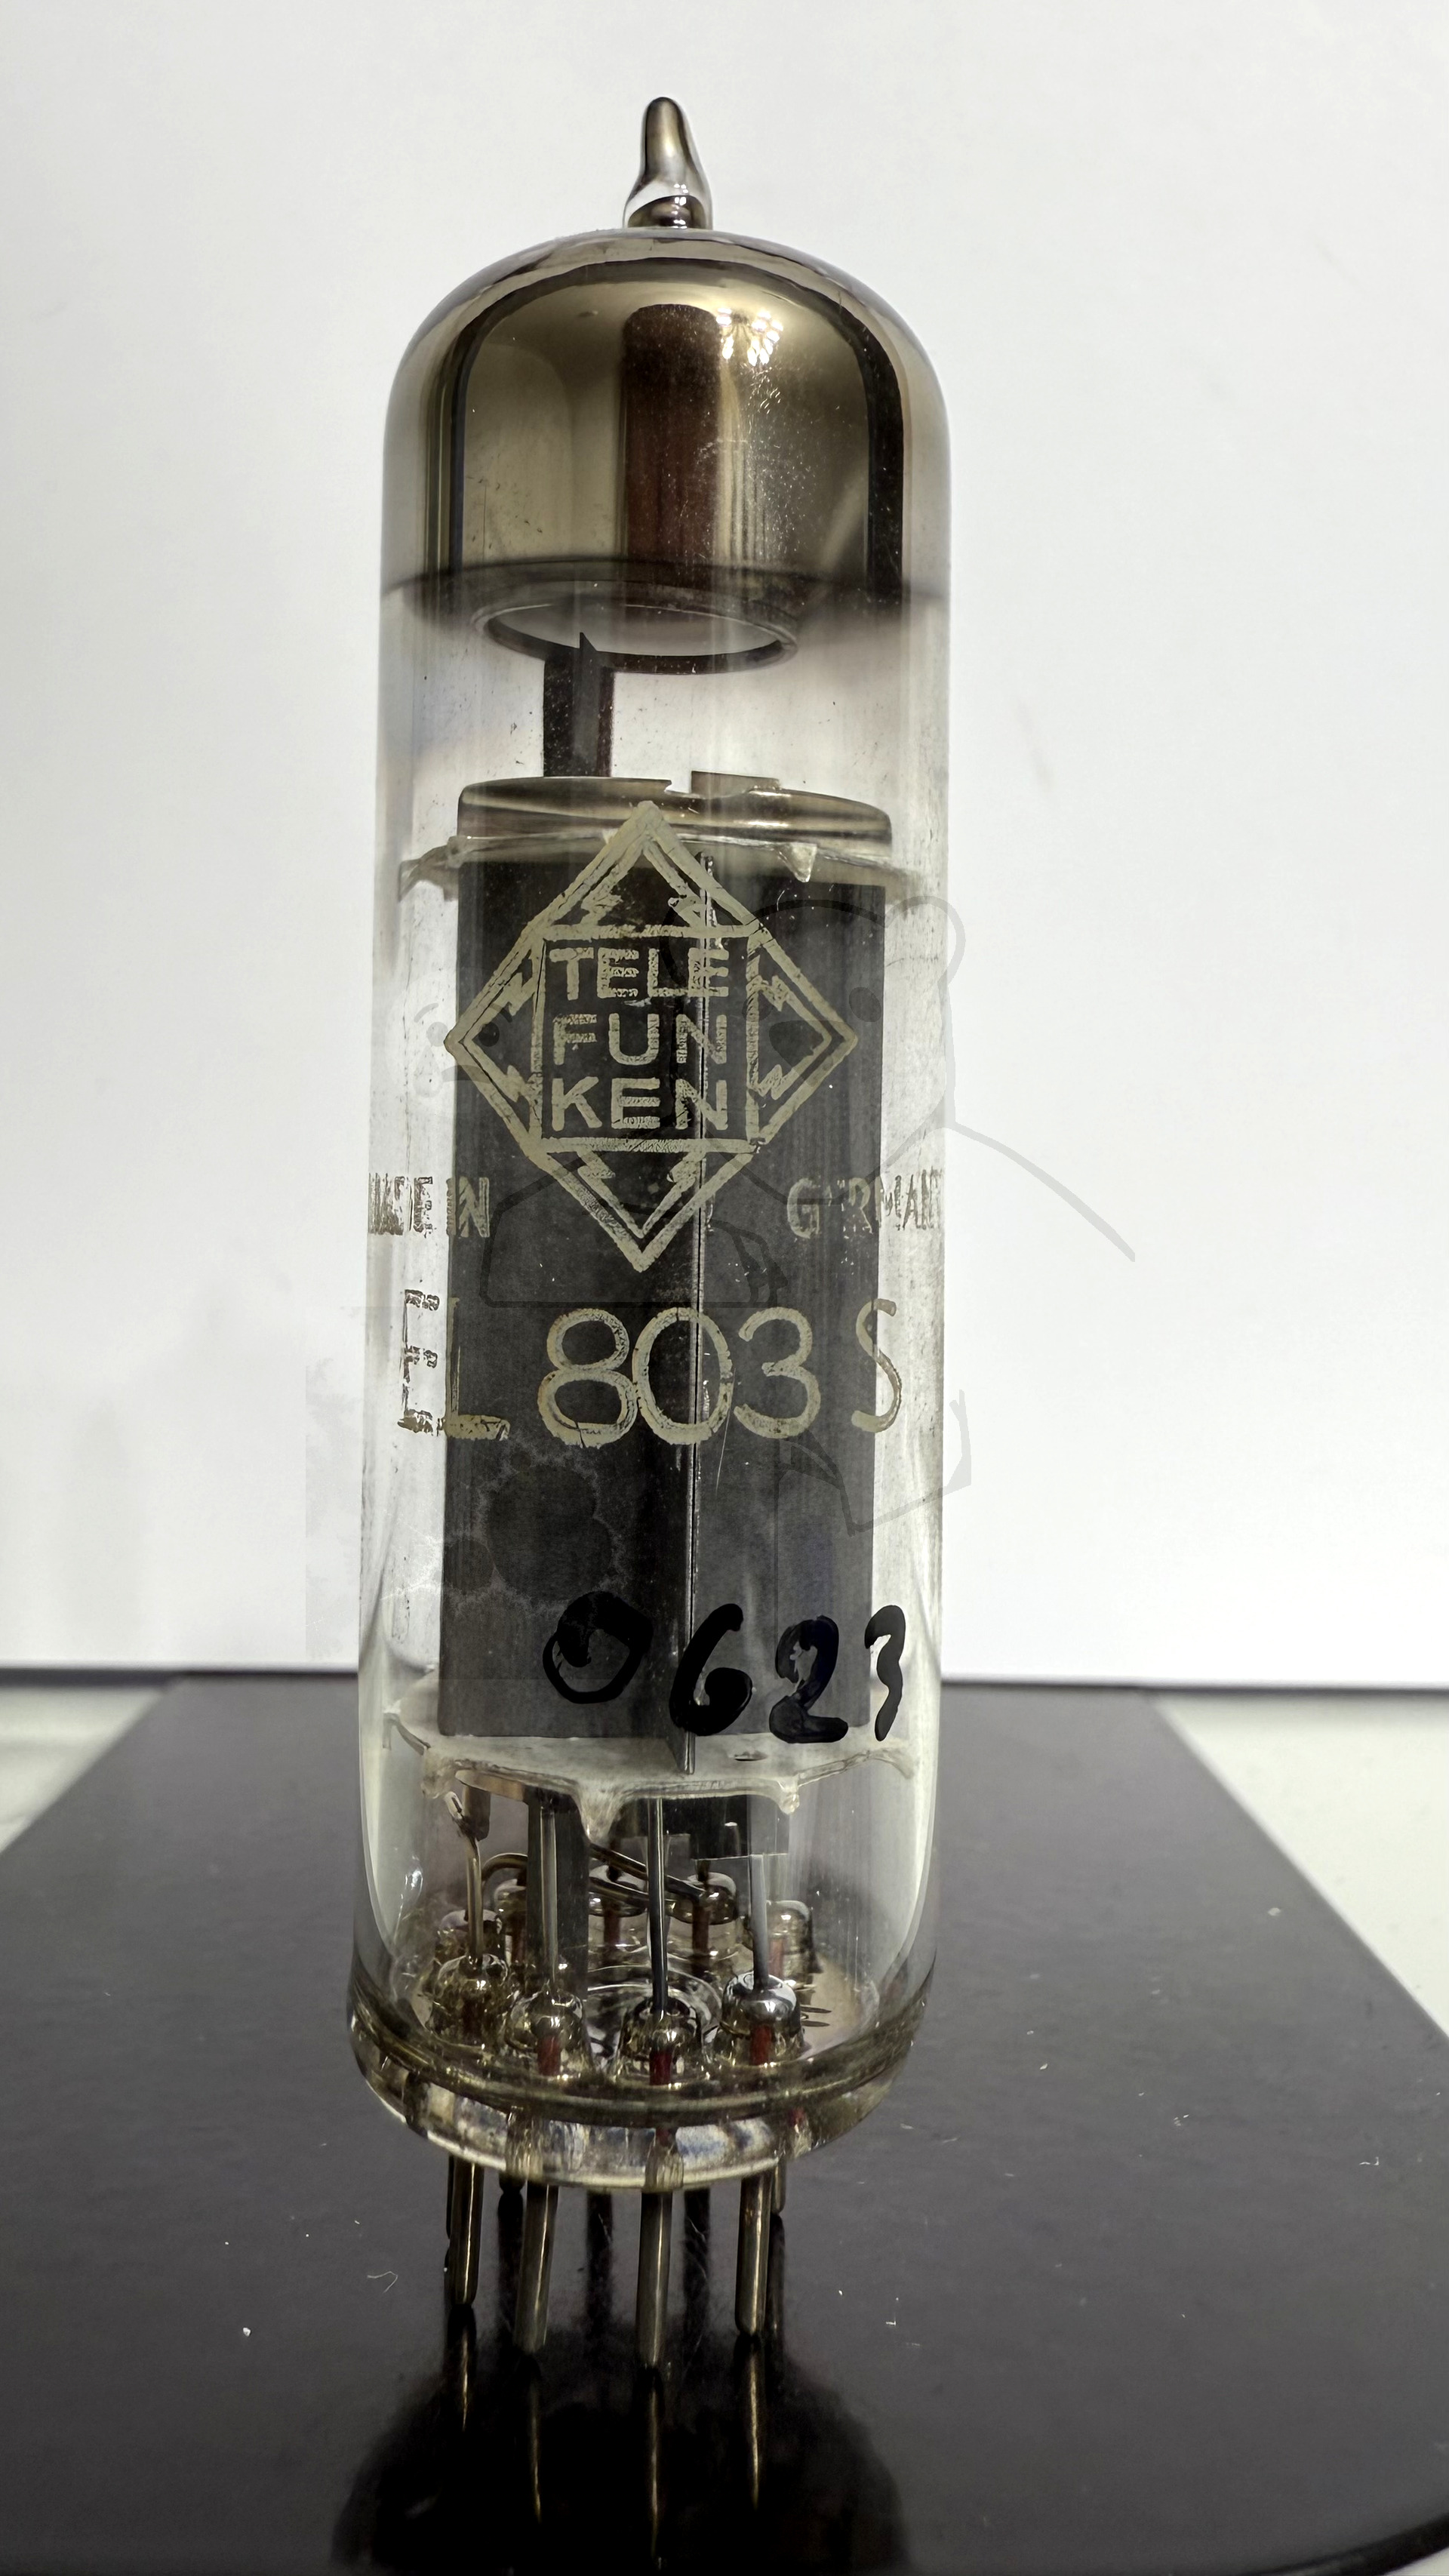 TELE
FUN
KEN
MADE IN GERMANY
EL 803 S
0623